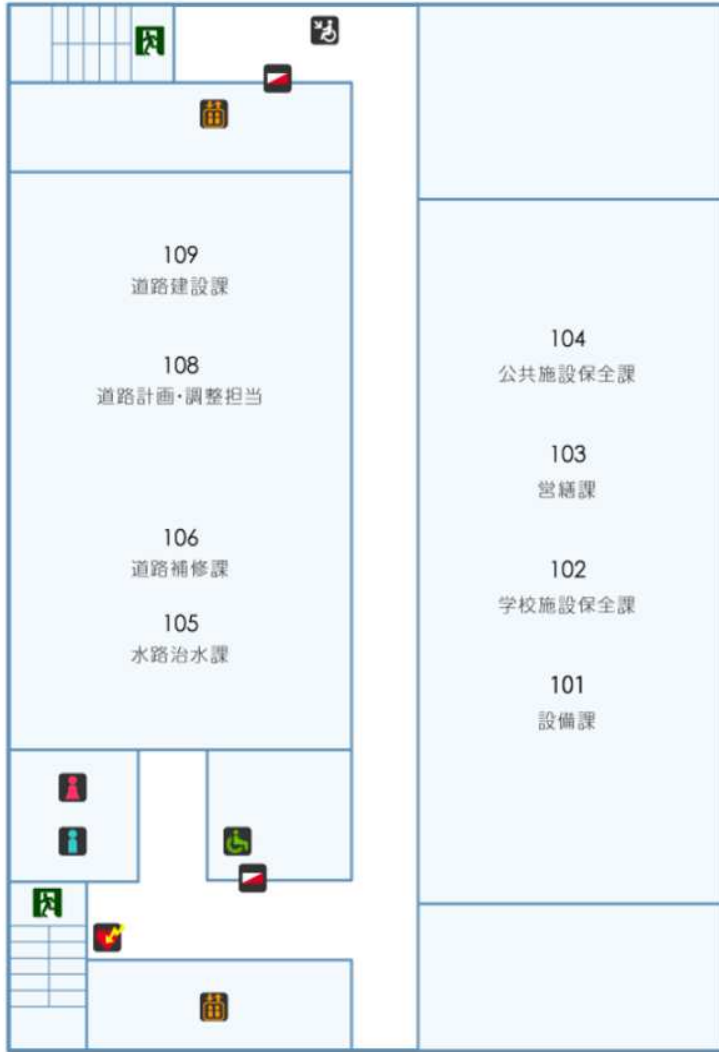 109
道路建設課
108
道路計画・調整担当
106
道路補修課
105
水路治水課
104
公共施設保全課
103
営繕課
102
学校施設保全課
101
設備課